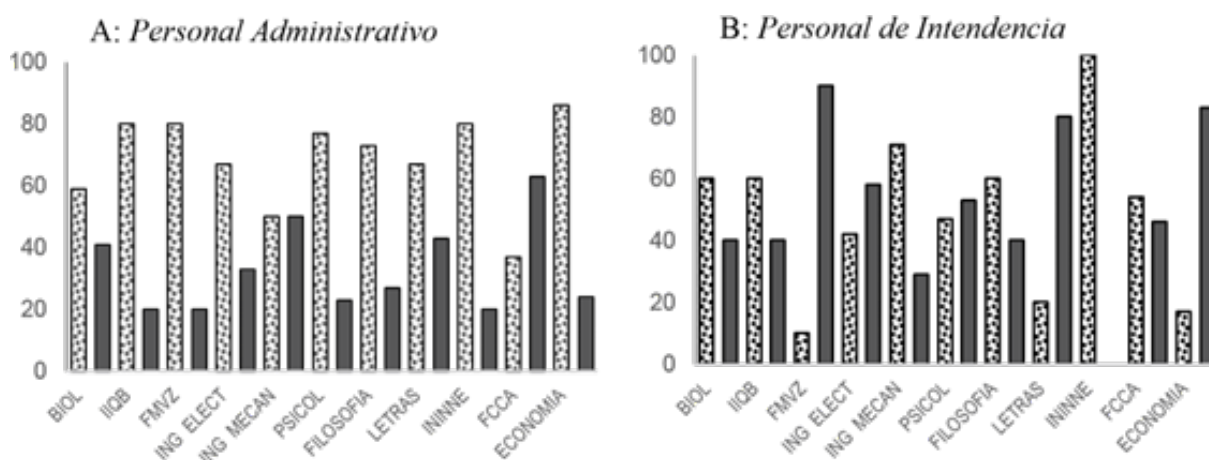 A: Personal Administrativo
100
80
60
40
20
0
BIOL
IIQB
FMVZ
ING ELECT
ING MECAN
PSICOL
FILOSOFIA
LETRAS
ININNE
FCCA
ECONOMIA
B: Personal de Intendencia
100
80
60
40
20
0
BIOL
IIQB
FMVZ
ING ELECT
ING MECAN
PSICOL
FILOSOFIA
LETRAS
ININNE
FCCA
ECONOMIA